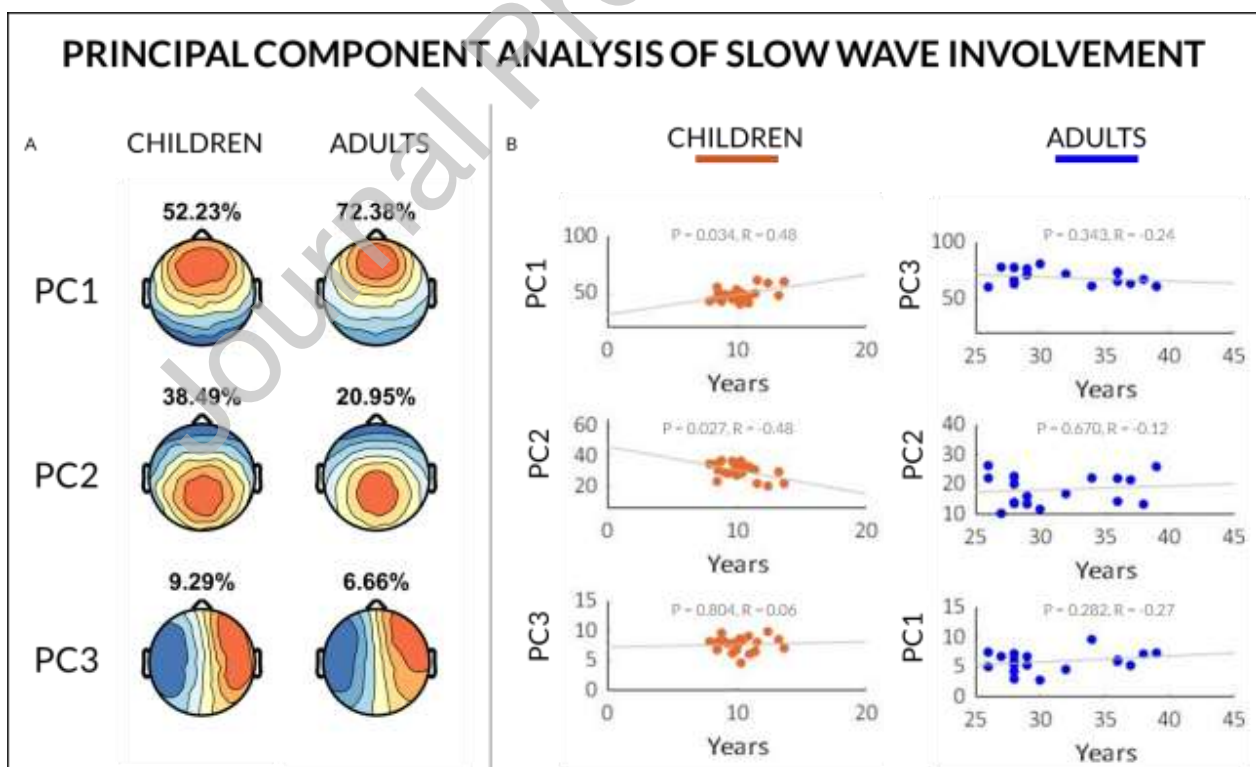 PRINCIPAL COMPONENT ANALYSIS OF SLOW WAVE INVOLVEMENT
Journal Pre
A
CHILDREN
ADULTS
52.23%
72.38%
PC1
38.49%
20.95%
PC2
9.29%
6.66%
PC3
B
CHILDREN
ADULTS
P = 0.034, R = 0.48
PC1
100
50
0 10 20
Years
P = 0.343, R = -0.24
PC3
100
50
25 30 35 40 45
Years
P = 0.027, R = -0.48
PC2
60
40
20
0 10 20
Years
P = 0.670, R = -0.12
PC2
40
30
20
10
25 30 35 40 45
Years
P = 0.804, R = 0.06
PC3
15
10
5
0
0 10 20
Years
P = 0.282, R = -0.27
PC1
15
10
5
0
25 30 35 40 45
Years